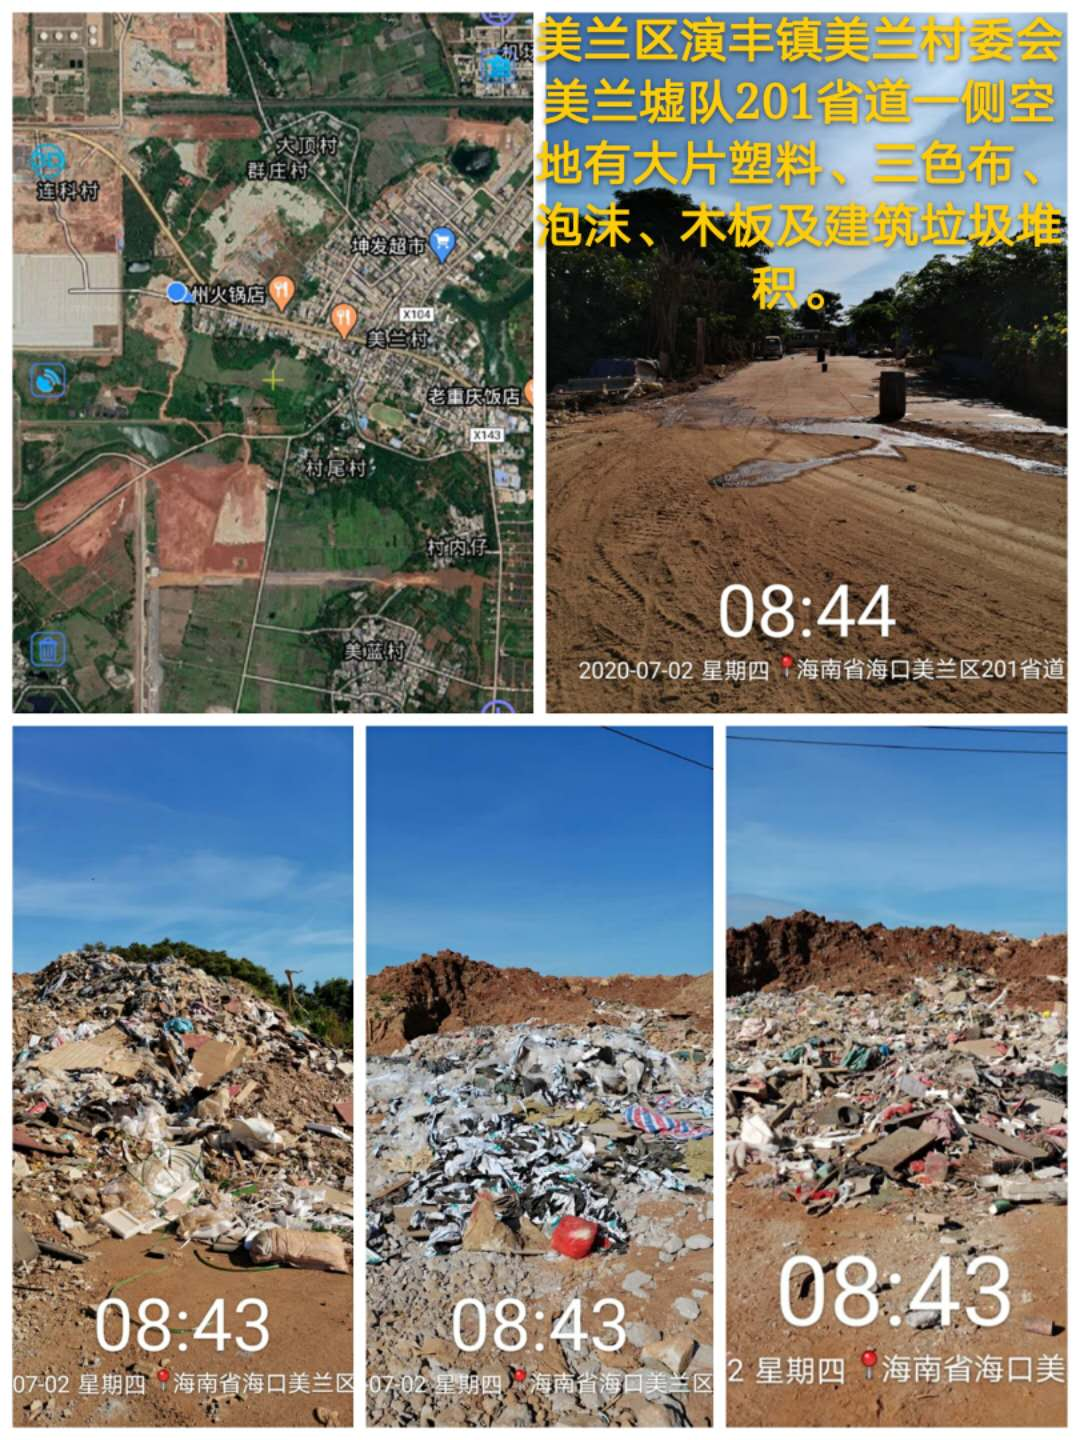 机场
大顶村
群庄村
3D
连科村
坤发超市
州火锅店
X104
美兰村
老重庆饭店
X143
村尾村
村内仔
美蓝村
美兰区演丰镇美兰村委会
美兰墟队201省道一侧空
地有大片塑料、三色布、
泡沫、木板及建筑垃圾堆
积。
08:44
2020-07-02 星期四 海南省海口美兰区201省道
08:43
07-02 星期四 海南省海口美兰区
08:43
-07-02 星期四 海南省海口美兰区
08:43
2 星期四 海南省海口美